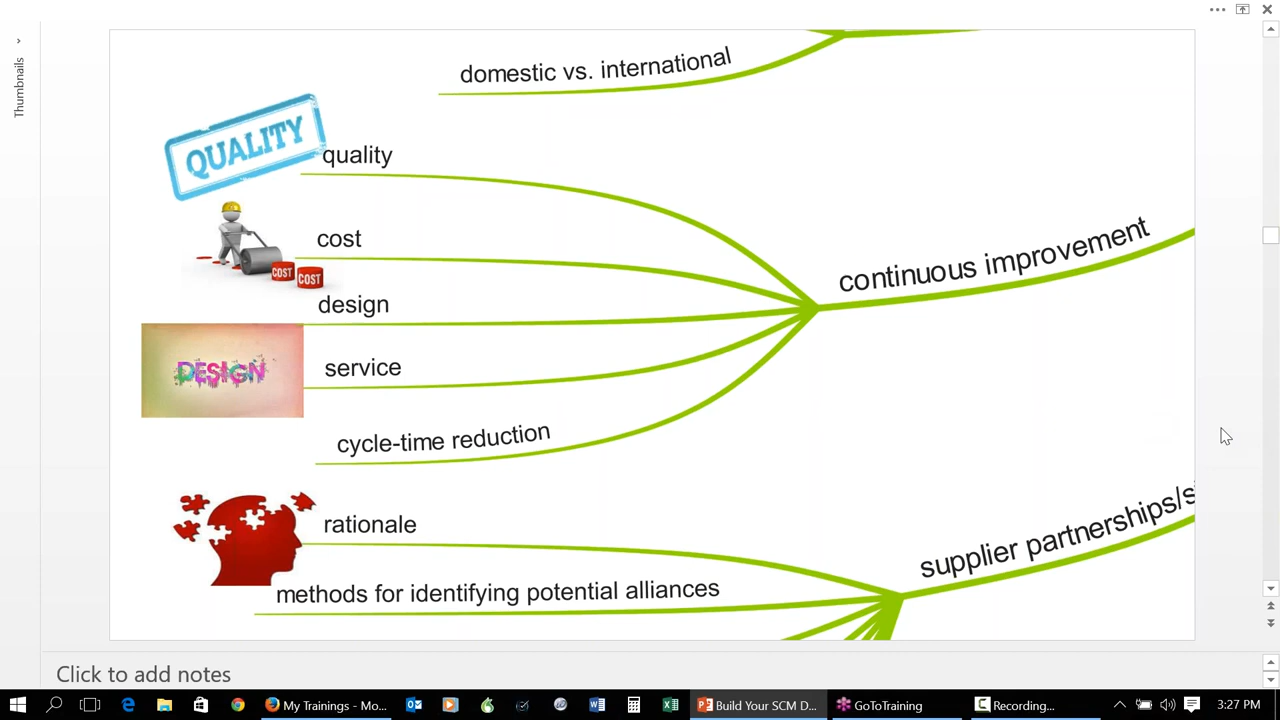 Thumbnails
domestic vs. international
QUALITY
quality
cost
COST
COST
continuous improvement
design
DESIGN
service
cycle-time reduction
rationale
supplier partnerships/s
methods for identifying potential alliances
Click to add notes
My Trainings - Mo...
Build Your SCM D...
GoToTraining
Recording...
3:27 PM